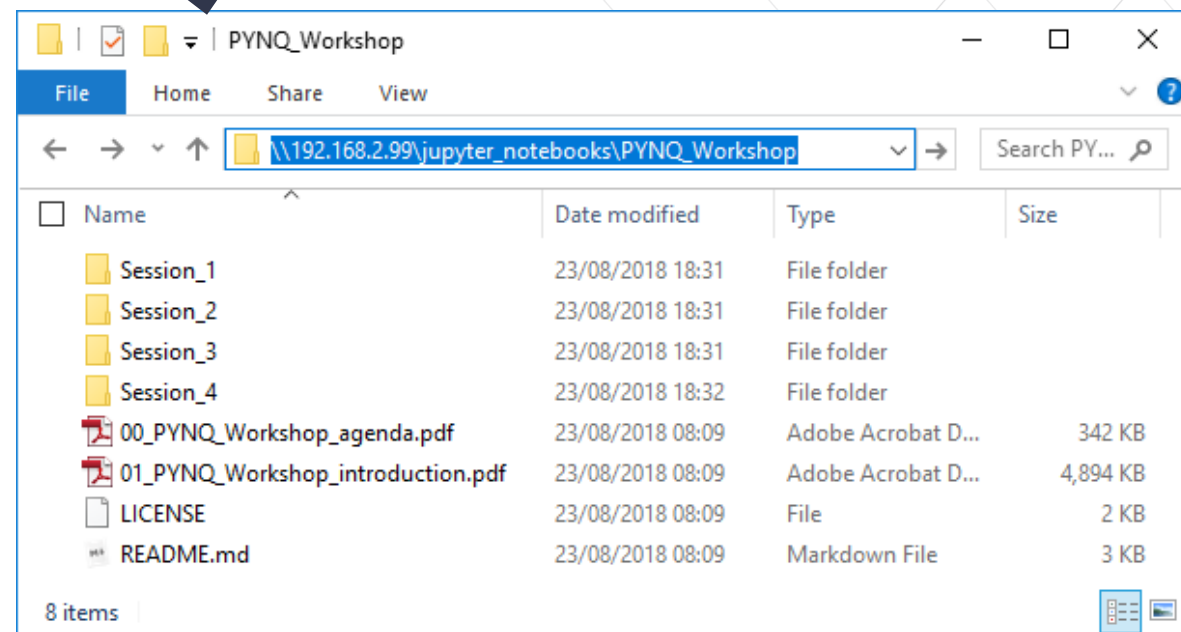 PYNQ_Workshop
File Home Share View
\\192.168.2.99\jupyter_notebooks\PYNQ_Workshop Search PY...
Name Date modified Type Size
Session_1 23/08/2018 18:31 File folder
Session_2 23/08/2018 18:31 File folder
Session_3 23/08/2018 18:31 File folder
Session_4 23/08/2018 18:32 File folder
00_PYNQ_Workshop_agenda.pdf 23/08/2018 08:09 Adobe Acrobat D... 342 KB
01_PYNQ_Workshop_introduction.pdf 23/08/2018 08:09 Adobe Acrobat D... 4,894 KB
LICENSE 23/08/2018 08:09 File 2 KB
README.md 23/08/2018 08:09 Markdown File 3 KB
8 items